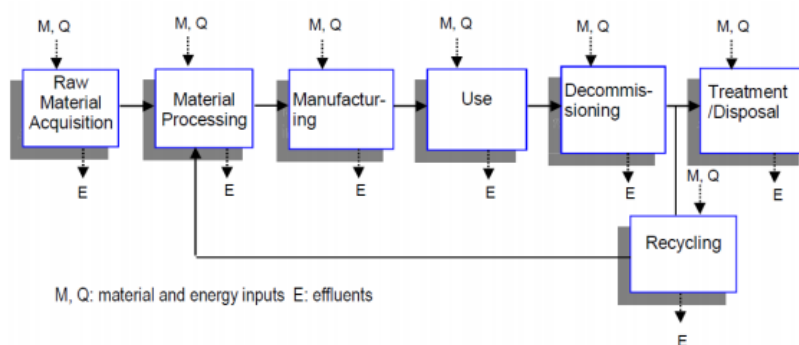 M, Q
M, Q
M, Q
M, Q
M, Q
M, Q
Raw
Material
Acquisition
Material
Processing
Manufactur-
ing
Use
Decommis-
sioning
Treatment
/Disposal
E
E
E
E
E
E
M, Q
Recycling
E
M, Q: material and energy inputs E: effluents